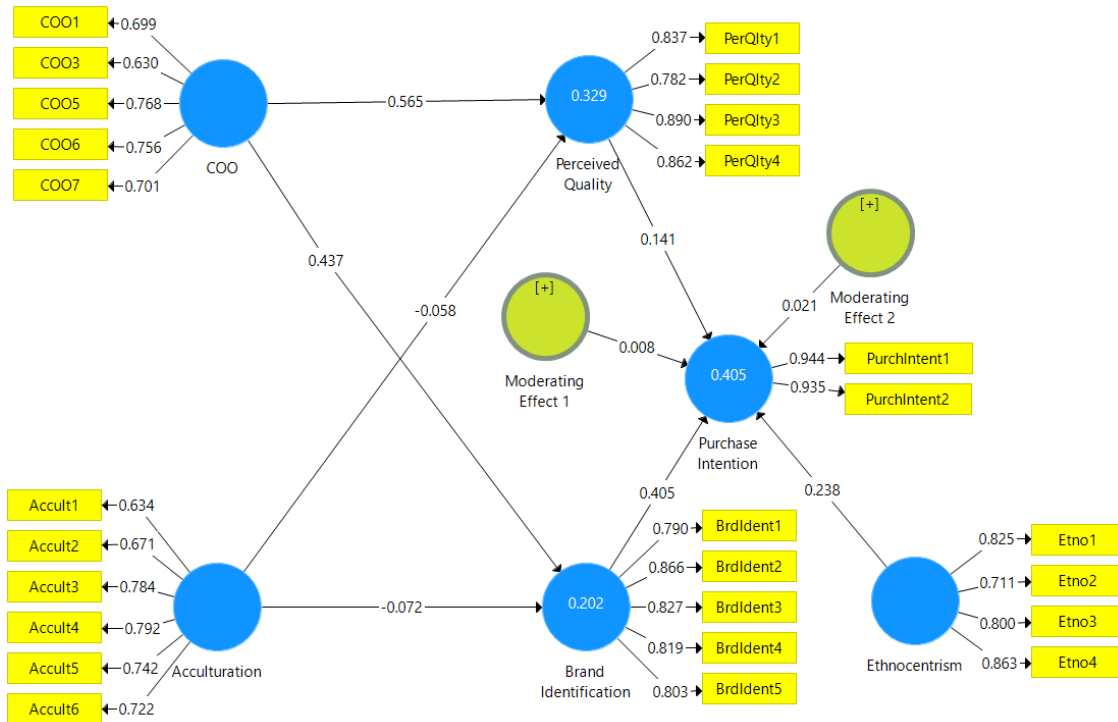 COO1
0.699
COO3
0.630
COO5
0.768
COO6
0.756
COO7
0.701
COO
0.565
0.437
-0.058
0.329
Perceived
Quality
0.837
PerQlty1
0.782
PerQlty2
0.890
PerQlty3
0.862
PerQlty4
0.141
[+]
Moderating
Effect 2
0.021
[+]
Moderating
Effect 1
0.008
0.405
Purchase
Intention
0.944
PurchIntent1
0.935
PurchIntent2
0.405
0.238
Accult1
0.634
Accult2
0.671
Accult3
0.784
Accult4
0.792
Accult5
0.742
Accult6
0.722
Acculturation
-0.072
0.202
Brand
Identification
0.790
BrdIdent1
0.866
BrdIdent2
0.827
BrdIdent3
0.819
BrdIdent4
0.803
BrdIdent5
Ethnocentrism
0.825
Etno1
0.711
Etno2
0.800
Etno3
0.863
Etno4